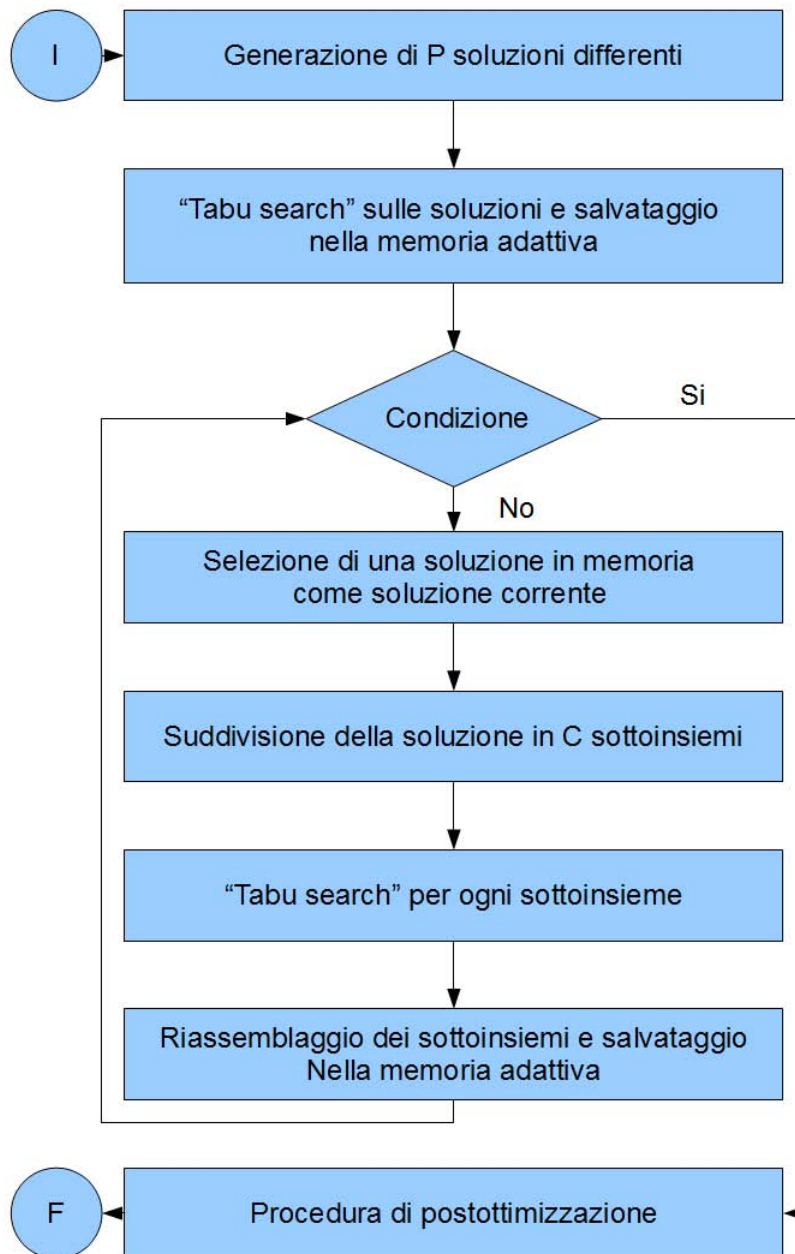 I
Generazione di P soluzioni differenti
“Tabu search” sulle soluzioni e salvataggio
nella memoria adattiva
Condizione
Si
No
Selezione di una soluzione in memoria
come soluzione corrente
Suddivisione della soluzione in C sottoinsiemi
“Tabu search” per ogni sottoinsieme
Riassemblaggio dei sottoinsiemi e salvataggio
Nella memoria adattiva
F
Procedura di postottimizzazione